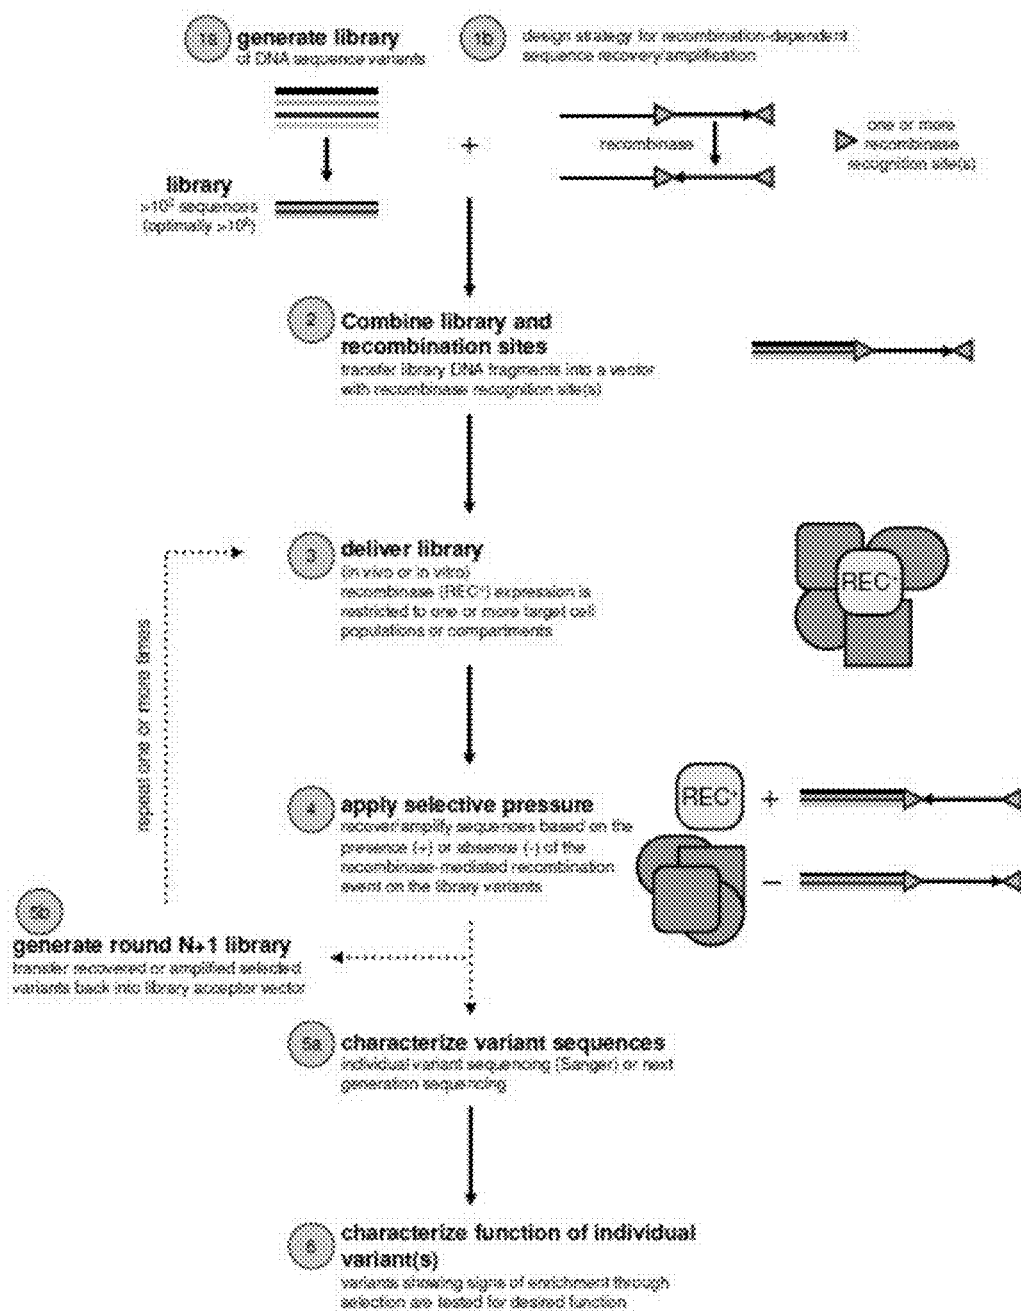 1a generate library
of DNA sequence variants
1b design strategy for recombination-dependent
sequence recovery/amplification
+
recombinase
one or more
recombinase
recognition site(s)
library
(optimally
2 Combine library and
recombination sites
transfer library DNA fragments into a vector
with recombinase recognition site(s)
3 deliver library
(in vivo or in vitro)
recombinase (REC+) expression is
restricted to one or more target cell
populations or compartments
REC+
repeat one or more times
4 apply selective pressure
recover/amplify sequences based on the
presence (+) or absence (-) of the
recombinase-mediated recombination
event on the library variants
REC+ +
−
5b
generate round N+1 library
transfer recovered or amplified selected
variants back into library acceptor vector
5a characterize variant sequences
individual variant sequencing (Sanger) or next
generation sequencing
6 characterize function of individual
variant(s)
variants showing signs of enrichment through
selection are tested for desired function